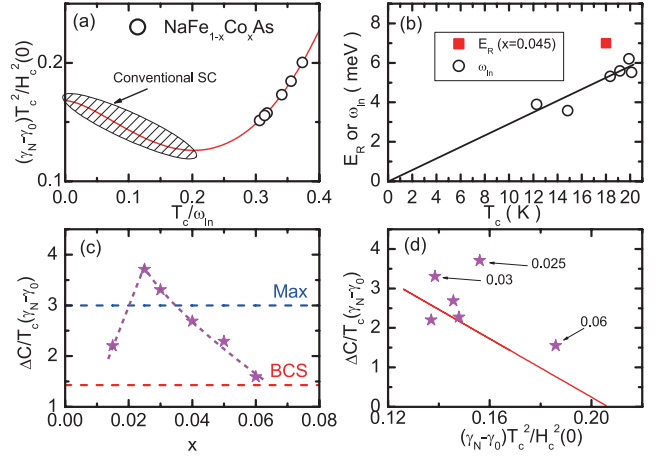 (a)
NaFe1-xCoxAs
Conventional SC
0.2
0.1
0.0 0.1 0.2 0.3 0.4
Tc/ωln
(γN-γ0)Tc²/Hc²(0)
(b)
ER (x=0.045)
ωln
10
8
6
4
2
0
0 2 4 6 8 10 12 14 16 18 20
Tc ( K )
ER or ωln ( meV )
(c)
Max
BCS
4
3
2
1
0.00 0.02 0.04 0.06 0.08
x
ΔC/Tc(γN-γ0)
(d)
0.025
0.03
0.06
4
3
2
1
0
0.12 0.16 0.20
(γN-γ0)Tc²/Hc²(0)
ΔC/Tc(γN-γ0)